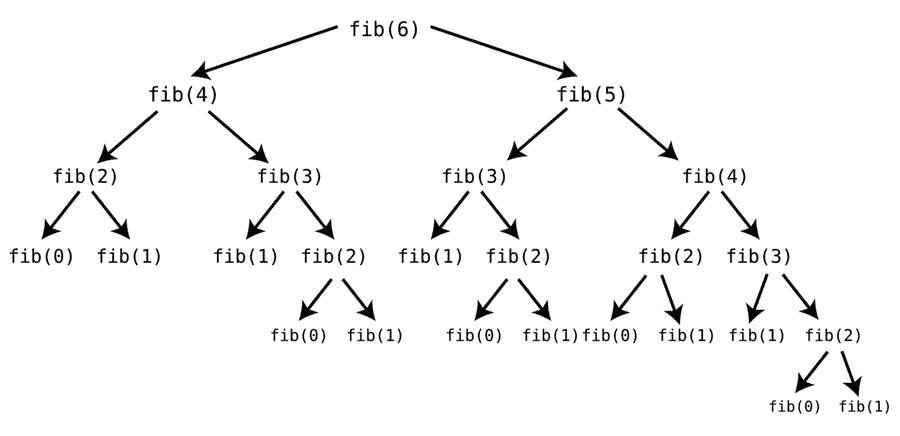 fib(6)
fib(4) fib(5)
fib(2) fib(3) fib(3) fib(4)
fib(0) fib(1) fib(1) fib(2) fib(1) fib(2) fib(2) fib(3)
fib(0) fib(1) fib(0) fib(1) fib(0) fib(1) fib(1) fib(2)
fib(0) fib(1)